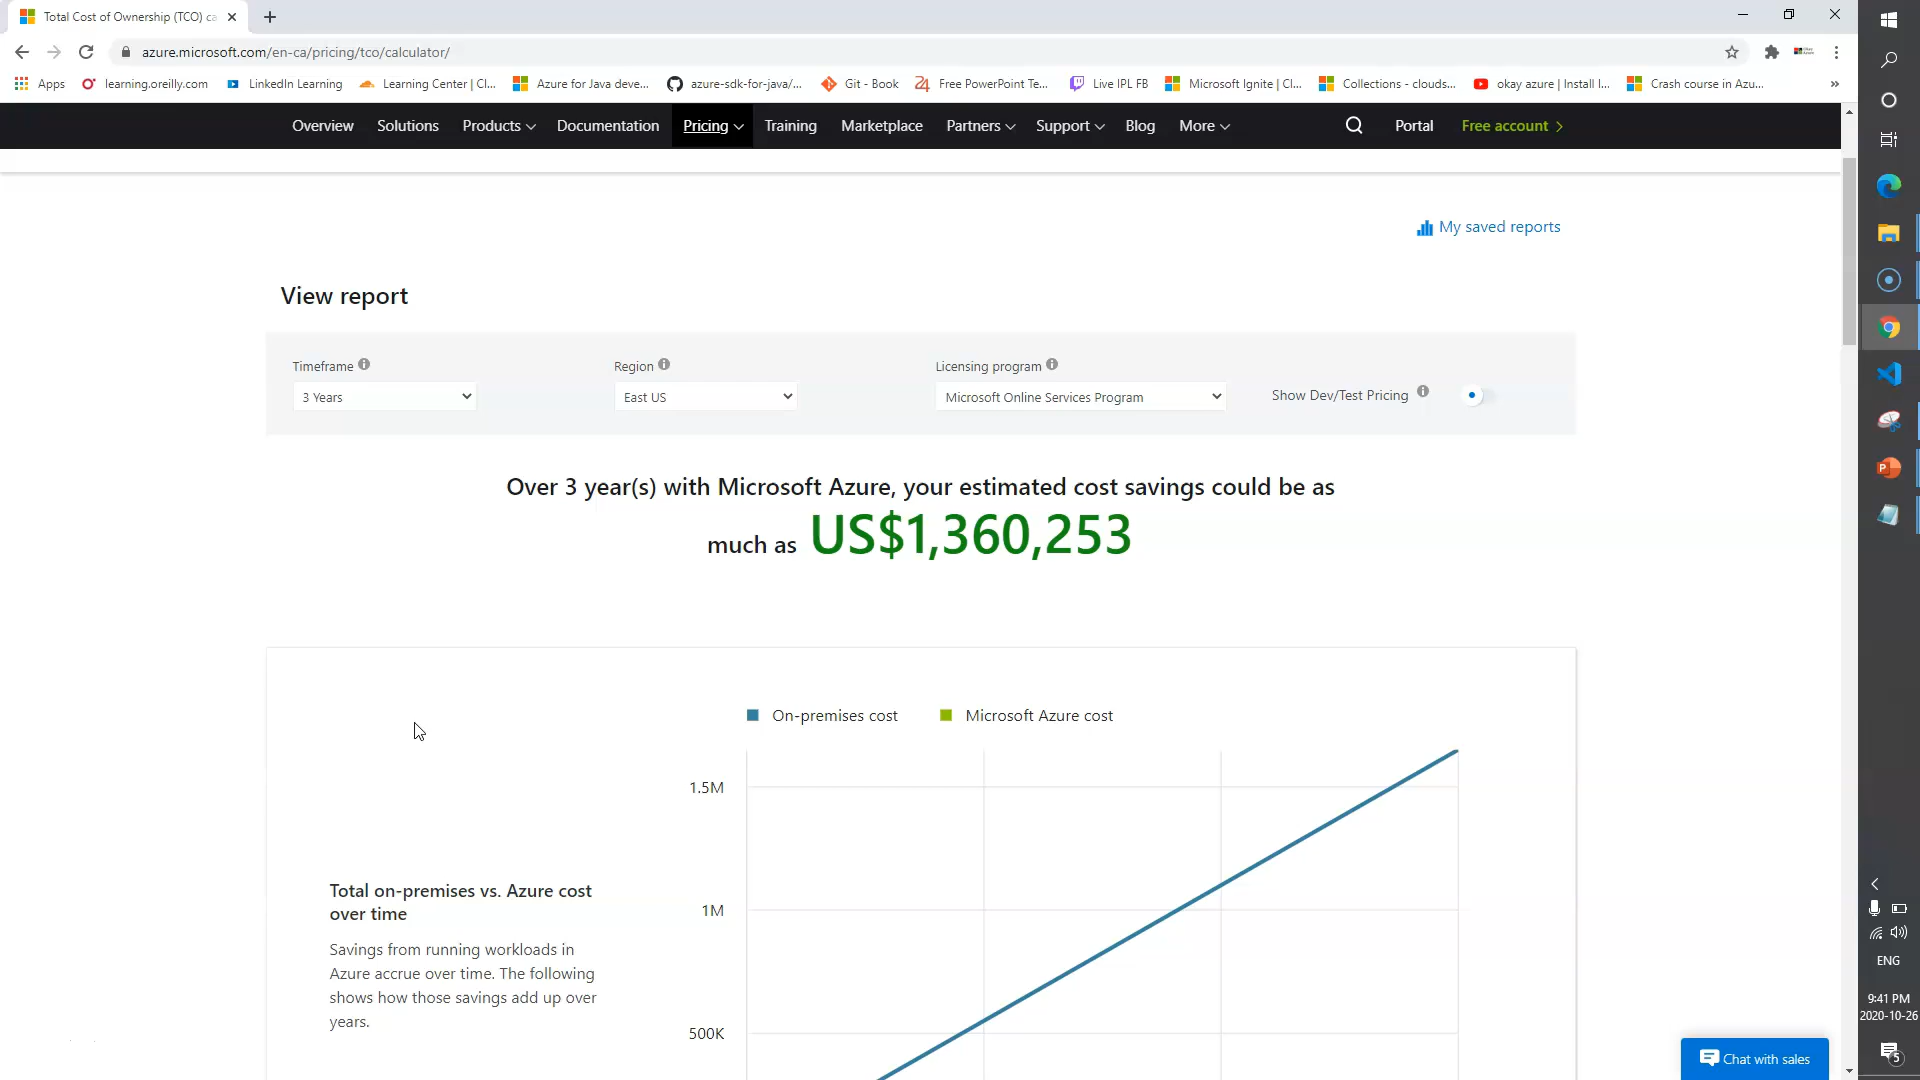 Total Cost of Ownership (TCO) ca
azure.microsoft.com/en-ca/pricing/tco/calculator/
Apps learning.oreilly.com LinkedIn Learning Learning Center | Cl... Azure for Java deve... azure-sdk-for-java/... Git - Book Free PowerPoint Te... Live IPL FB Microsoft Ignite | Cl... Collections - clouds... okay azure | Install I... Crash course in Azu... »
Overview Solutions Products Documentation Pricing Training Marketplace Partners Support Blog More Portal Free account
My saved reports
View report
Timeframe Region Licensing program
3 Years East US Microsoft Online Services Program Show Dev/Test Pricing
Over 3 year(s) with Microsoft Azure, your estimated cost savings could be as
much as US$1,360,253
On-premises cost Microsoft Azure cost
1.5M
1M
500K
Total on-premises vs. Azure cost
over time
Savings from running workloads in
Azure accrue over time. The following
shows how those savings add up over
years.
Chat with sales
ENG
9:41 PM
2020-10-26
5